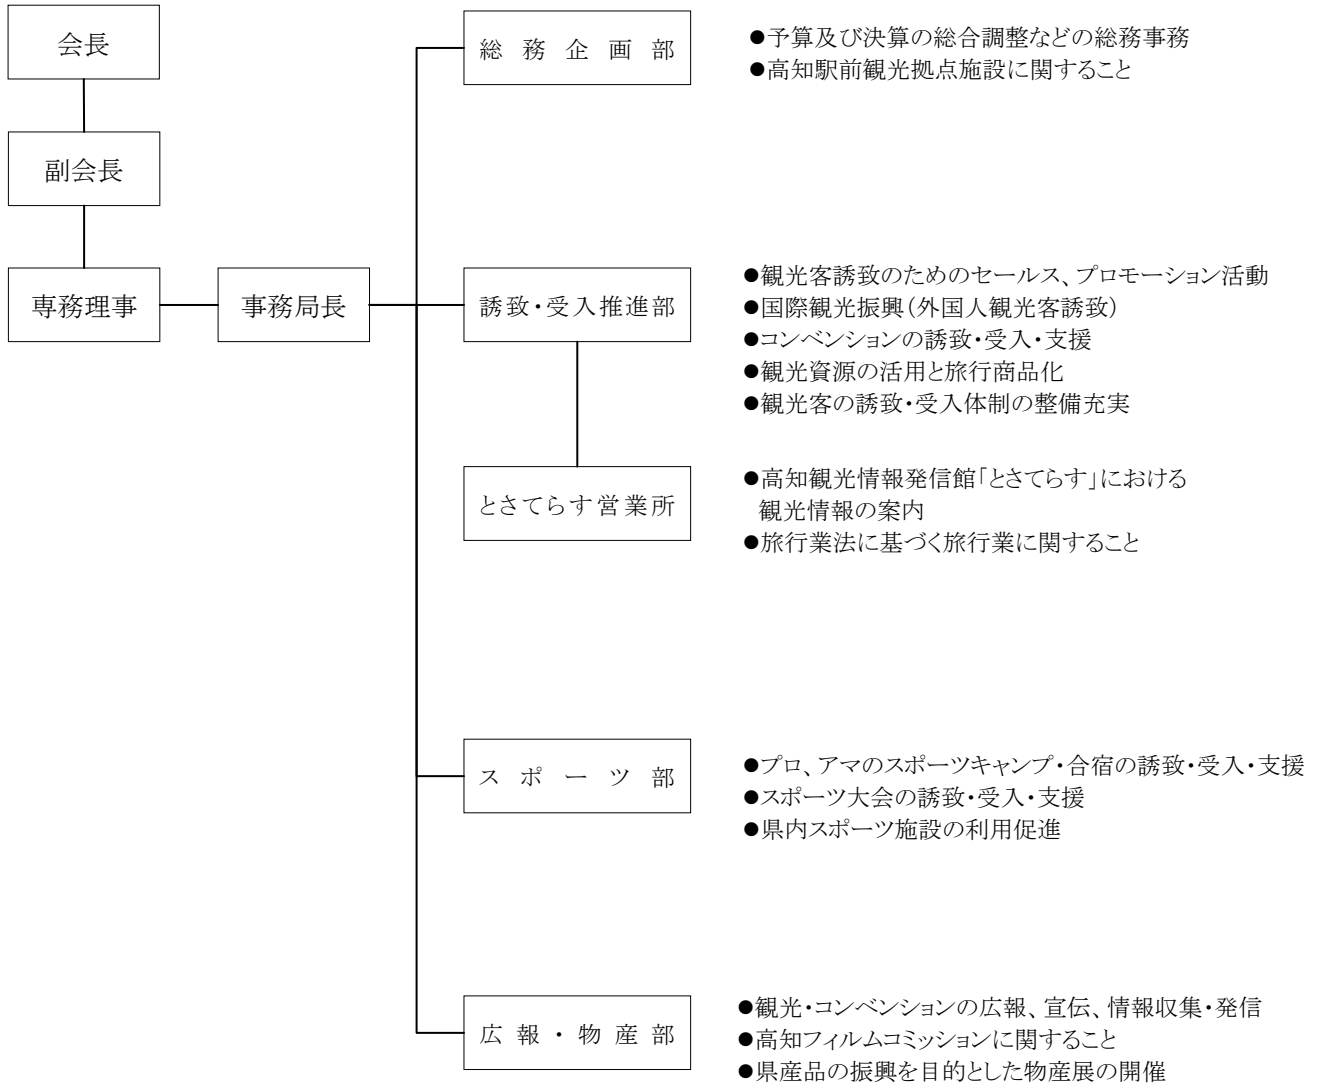 会長
副会長
専務理事
事務局長
総務企画部
●予算及び決算の総合調整などの総務事務
●高知駅前観光拠点施設に関すること
誘致・受入推進部
●観光客誘致のためのセールス、プロモーション活動
●国際観光振興(外国人観光客誘致)
●コンベンションの誘致・受入・支援
●観光資源の活用と旅行商品化
●観光客の誘致・受入体制の整備充実
とさてらす営業所
●高知観光情報発信館「とさてらす」における
観光情報の案内
●旅行業法に基づく旅行業に関すること
スポーツ部
●プロ、アマのスポーツキャンプ・合宿の誘致・受入・支援
●スポーツ大会の誘致・受入・支援
●県内スポーツ施設の利用促進
広報・物産部
●観光・コンベンションの広報、宣伝、情報収集・発信
●高知フィルムコミッションに関すること
●県産品の振興を目的とした物産展の開催